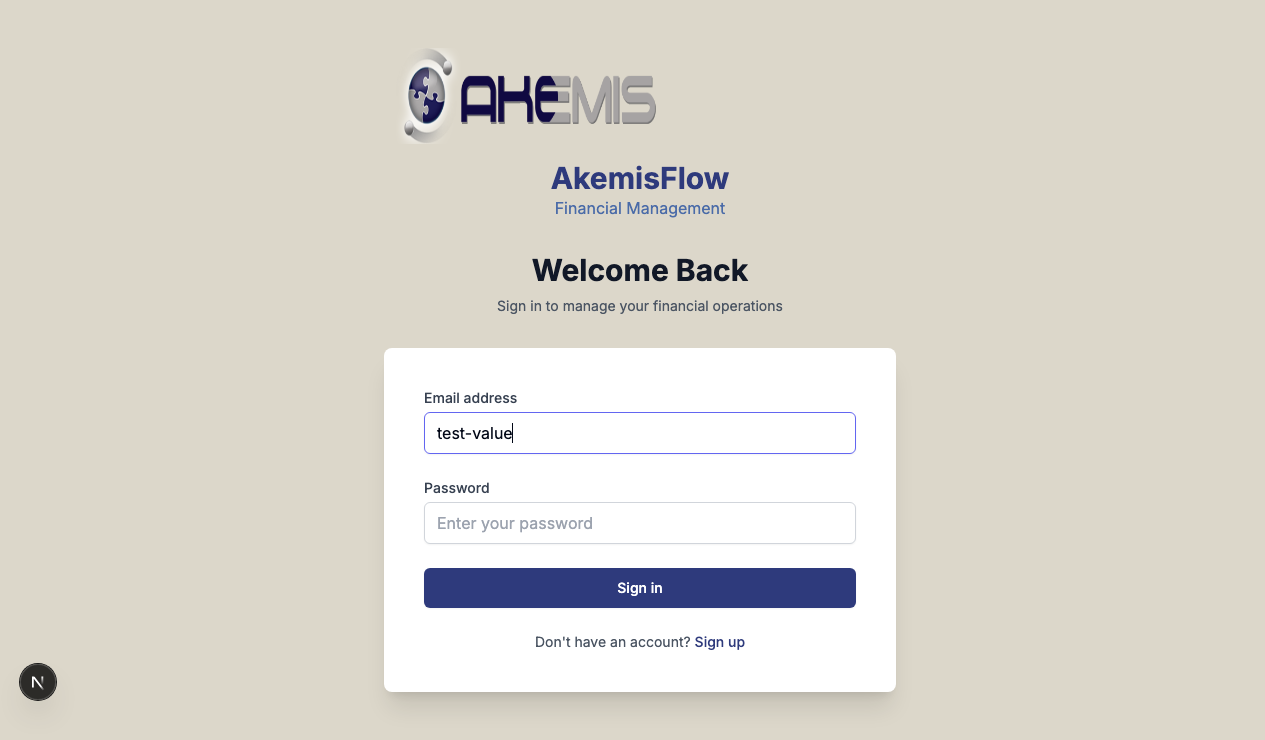 AKEMIS
AkemisFlow
Financial Management
Welcome Back
Sign in to manage your financial operations
Email address
test-value
Password
Enter your password
Sign in
Don't have an account? Sign up
N